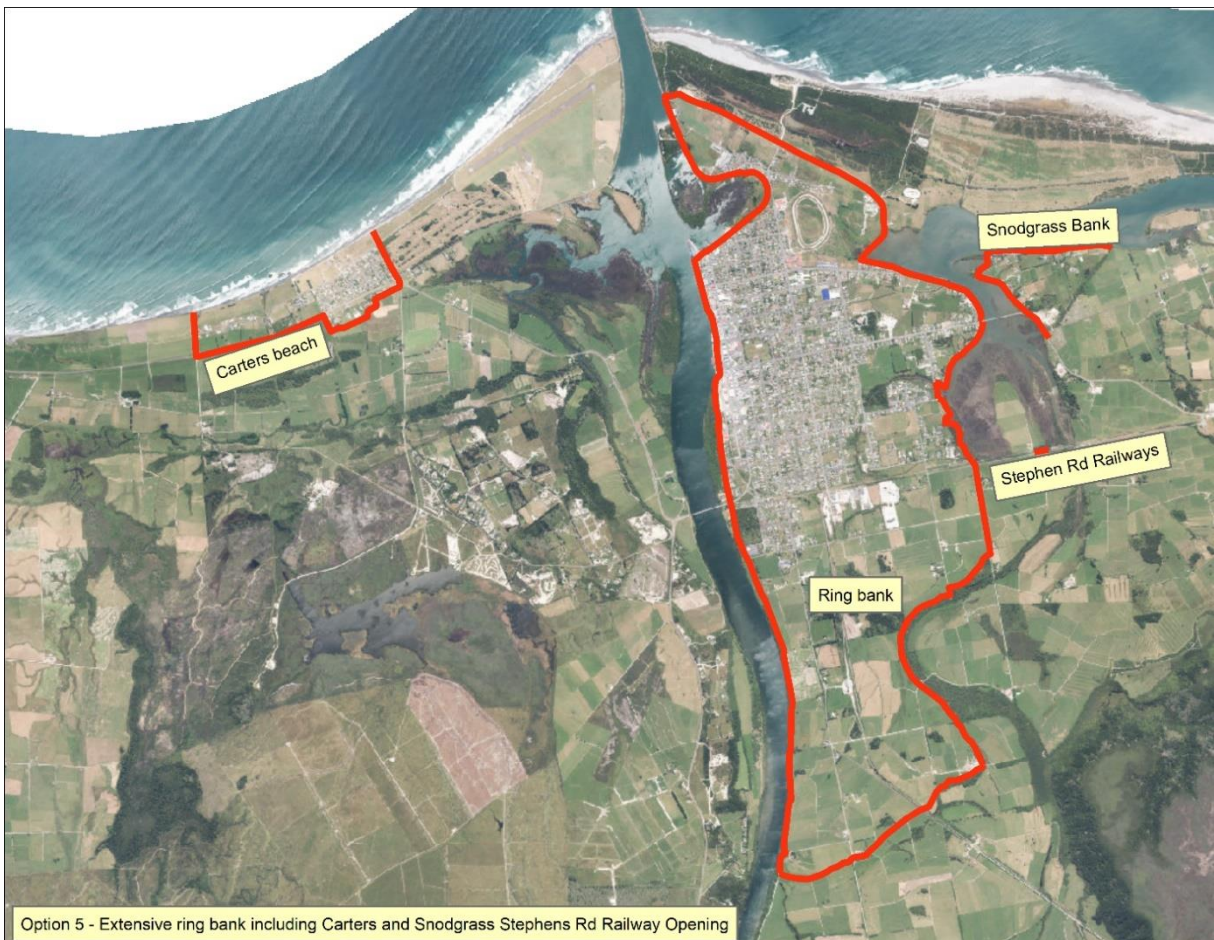 Snodgrass Bank
Carters beach
Stephen Rd Railways
Ring bank
Option 5 - Extensive ring bank including Carters and Snodgrass Stephens Rd Railway Opening